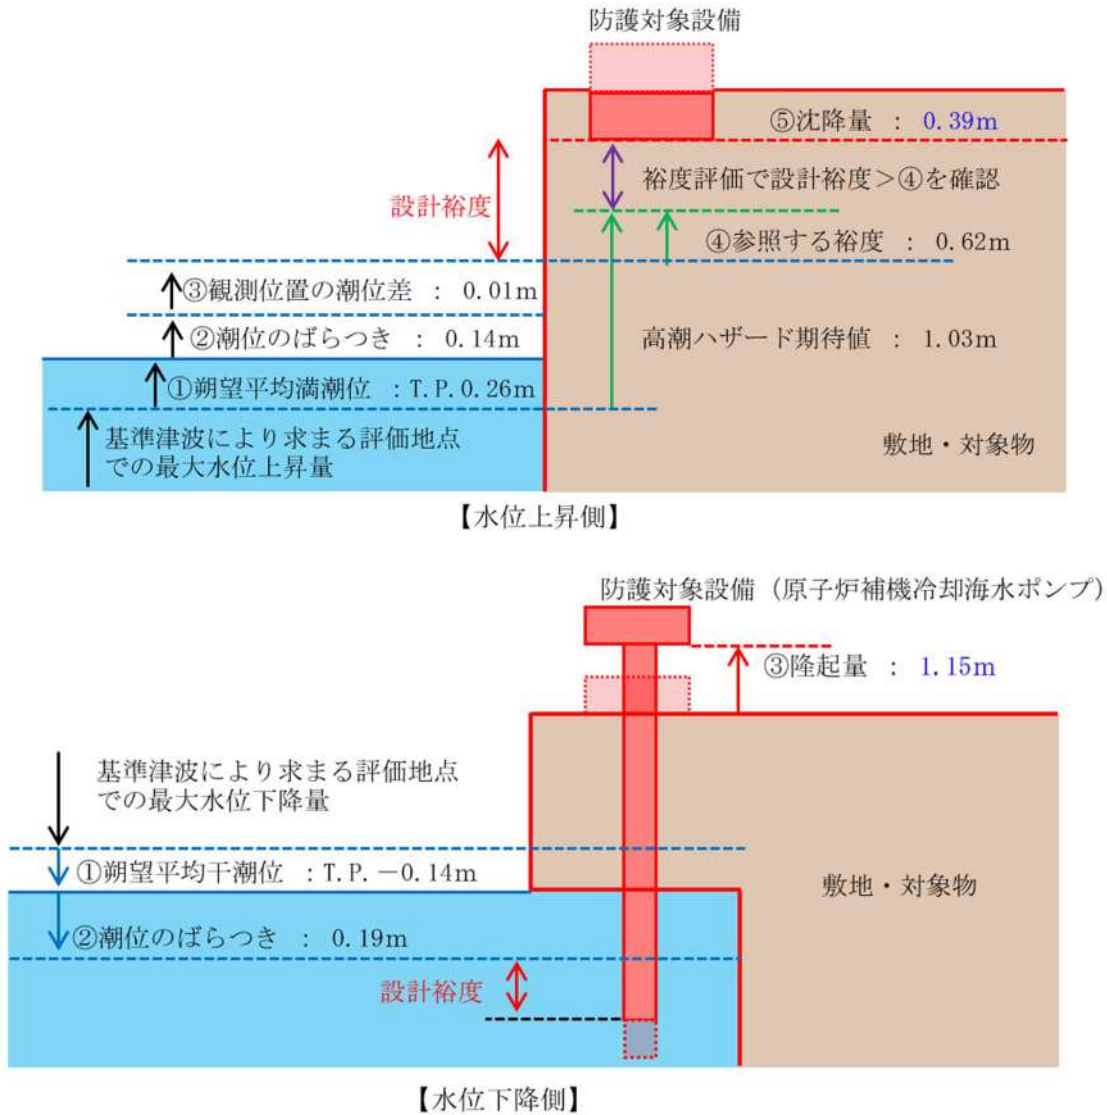 防護対象設備
⑤沈降量 : 0.39m
裕度評価で設計裕度＞④を確認
設計裕度
④参照する裕度 : 0.62m
③観測位置の潮位差 : 0.01m
②潮位のばらつき : 0.14m
高潮ハザード期待値 : 1.03m
①朔望平均満潮位 :T.P.0.26m
基準津波により求まる評価地点
での最大水位上昇量
敷地・対象物
【水位上昇側】
防護対象設備（原子炉補機冷却海水ポンプ）
③隆起量 : 1.15m
基準津波により求まる評価地点
での最大水位下降量
①朔望平均干潮位 :T.P.－0.14m
敷地・対象物
②潮位のばらつき : 0.19m
設計裕度
【水位下降側】